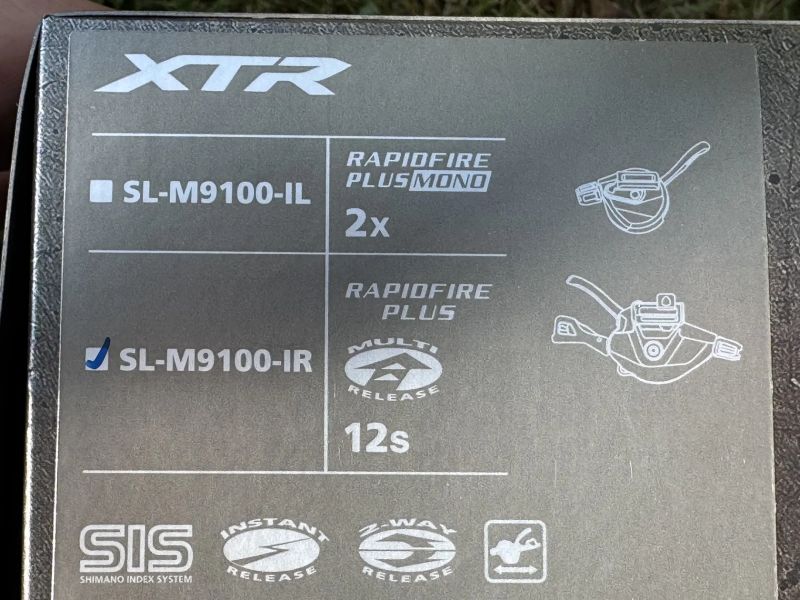 XTR
SL-M9100-IL
RAPIDFIRE
PLUS MONO
2x
SL-M9100-IR
RAPIDFIRE
PLUS
MULTI
RELEASE
12s
SIS
SHIMANO INDEX SYSTEM
INSTANT
RELEASE
2-WAY
RELEASE